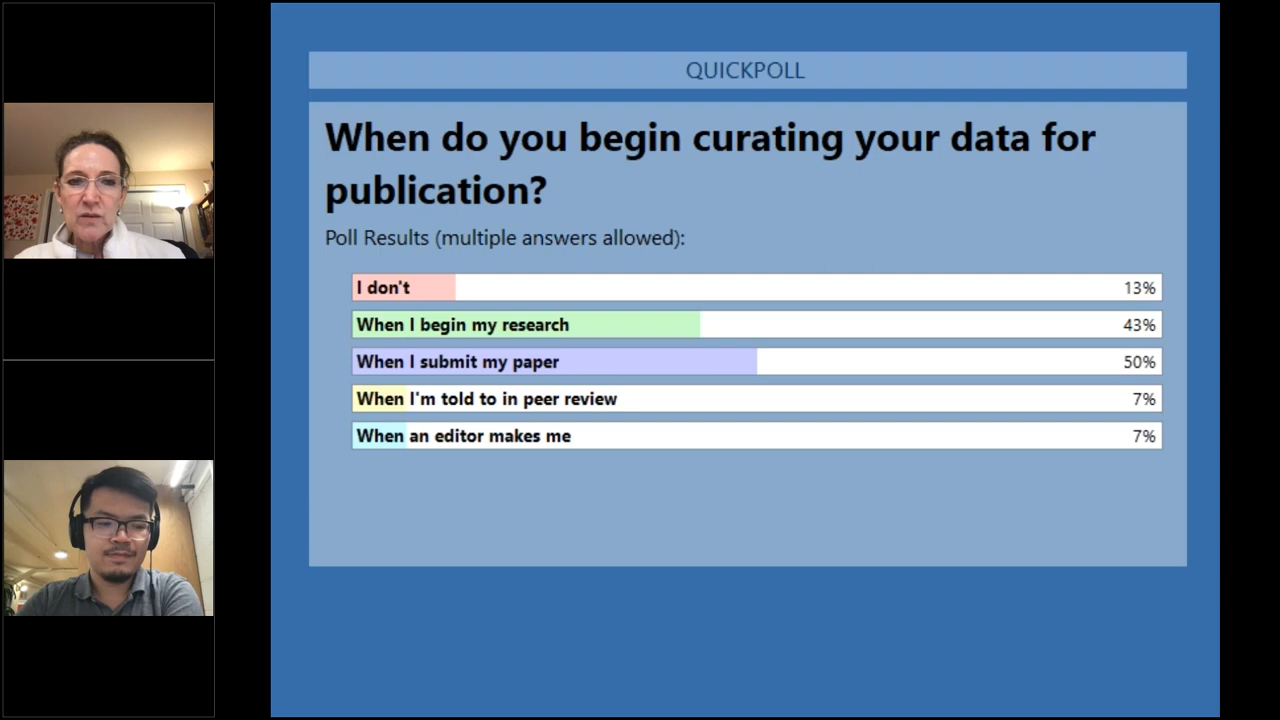 QUICKPOLL
When do you begin curating your data for
publication?
Poll Results (multiple answers allowed):
I don't 13%
When I begin my research 43%
When I submit my paper 50%
When I'm told to in peer review 7%
When an editor makes me 7%